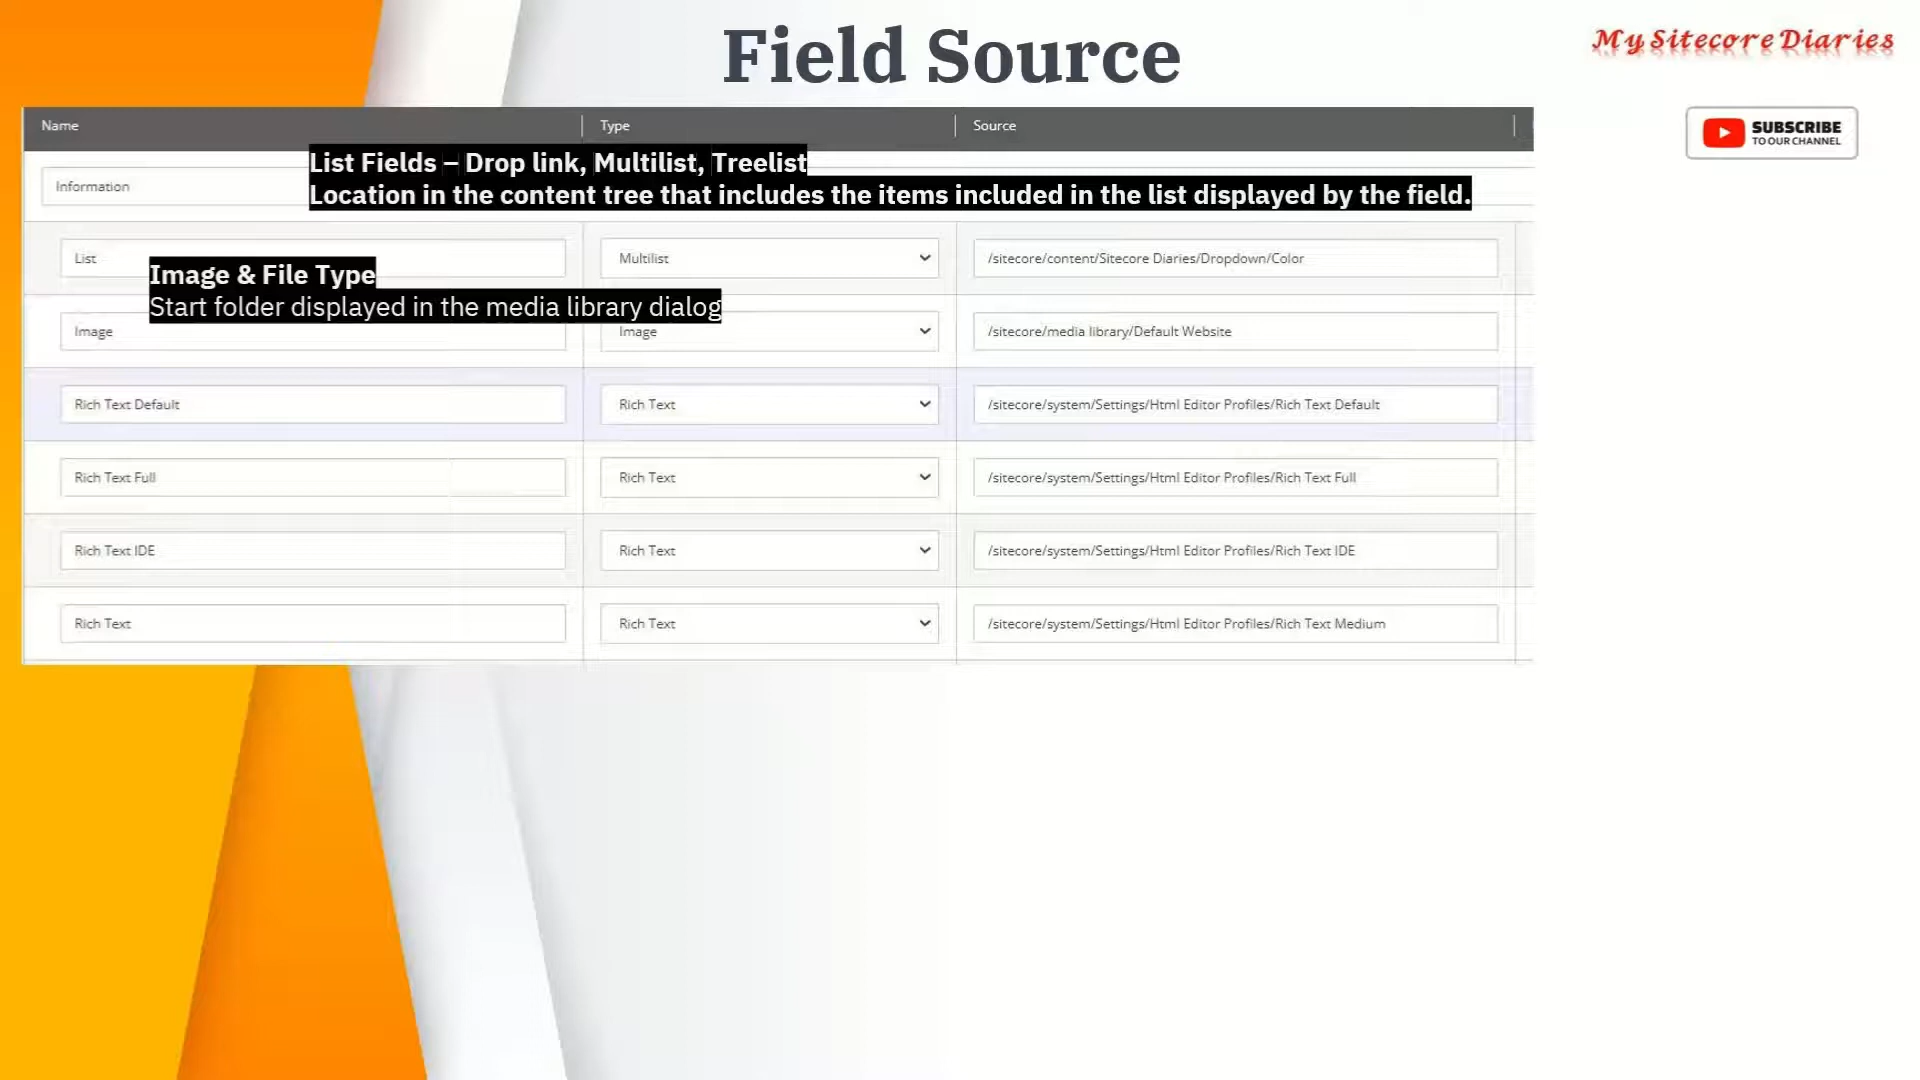 Field Source
My Sitecore Diaries
SUBSCRIBE
TO OUR CHANNEL
Name Type Source
List Fields – Drop link, Multilist, Treelist
Information
Location in the content tree that includes the items included in the list displayed by the field.
List Multilist /sitecore/content/Sitecore Diaries/Dropdown/Color
Image & File Type
Start folder displayed in the media library dialog
Image Image /sitecore/media library/Default Website
Rich Text Default Rich Text /sitecore/system/Settings/Html Editor Profiles/Rich Text Default
Rich Text Full Rich Text /sitecore/system/Settings/Html Editor Profiles/Rich Text Full
Rich Text IDE Rich Text /sitecore/system/Settings/Html Editor Profiles/Rich Text IDE
Rich Text Rich Text /sitecore/system/Settings/Html Editor Profiles/Rich Text Medium